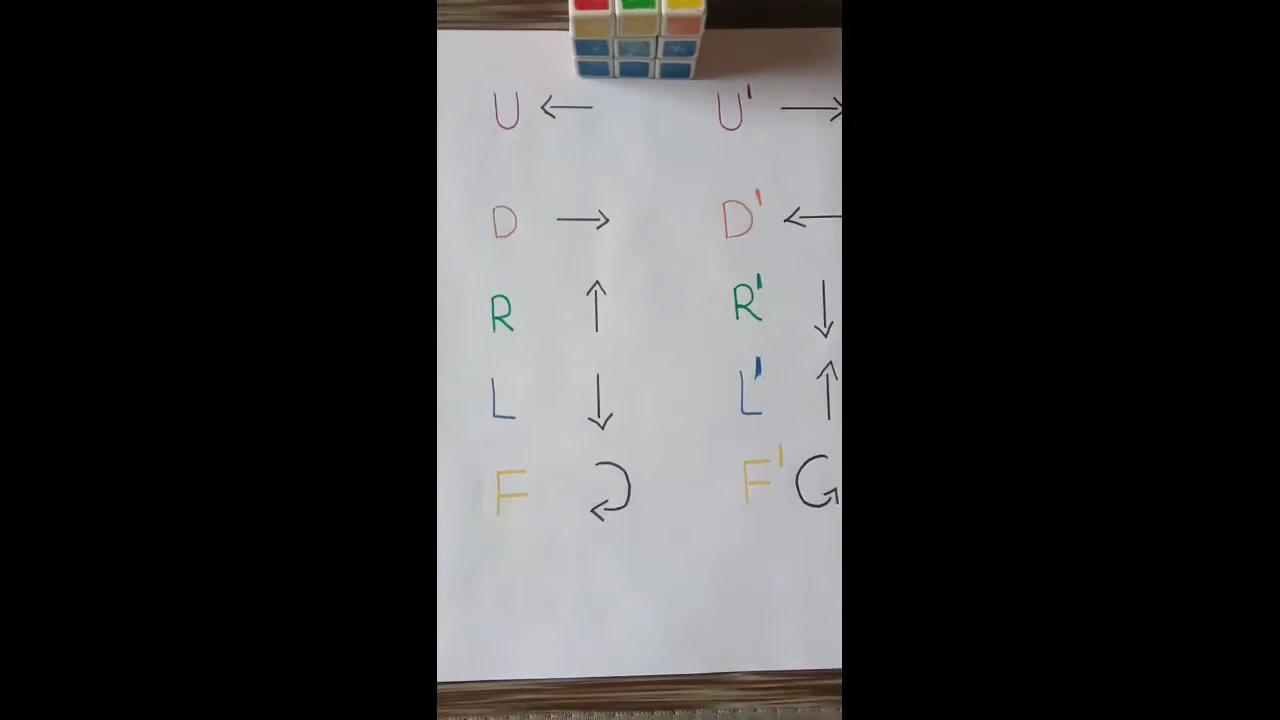 U ← U' →
D → D' ←
R ↑ R' ↓
L ↓ L' ↑
F F'